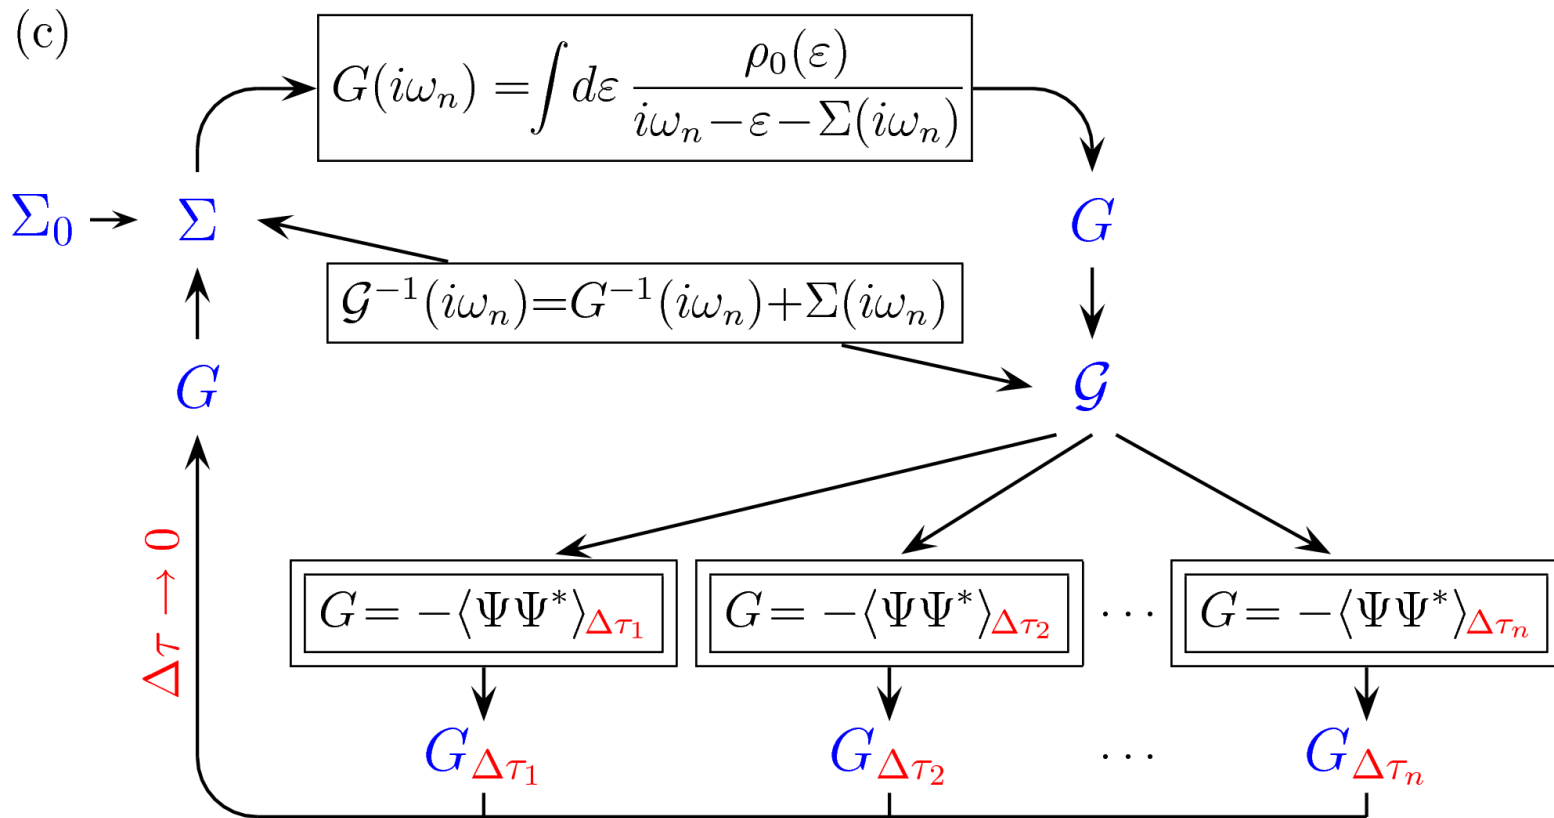 (c)
G(iω_n) = ∫ dε ρ_0(ε) / (iω_n − ε − Σ(iω_n))
Σ_0 → Σ
G
𝒢^{−1}(iω_n)=G^{−1}(iω_n)+Σ(iω_n)
G
𝒢
Δτ → 0
G = −⟨ΨΨ*⟩_{Δτ_1}
G = −⟨ΨΨ*⟩_{Δτ_2}
···
G = −⟨ΨΨ*⟩_{Δτ_n}
G_{Δτ_1}
G_{Δτ_2}
···
G_{Δτ_n}